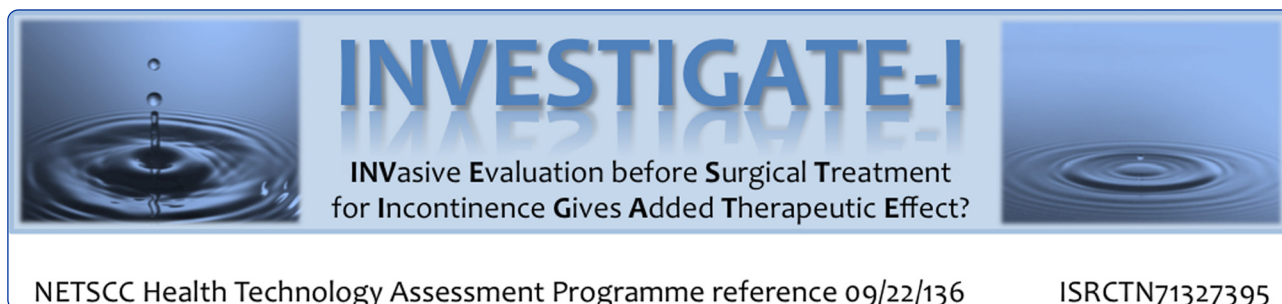 INVESTIGATE-I
INVasive Evaluation before Surgical Treatment
for Incontinence Gives Added Therapeutic Effect?
NETSCC Health Technology Assessment Programme reference 09/22/136 ISRCTN71327395